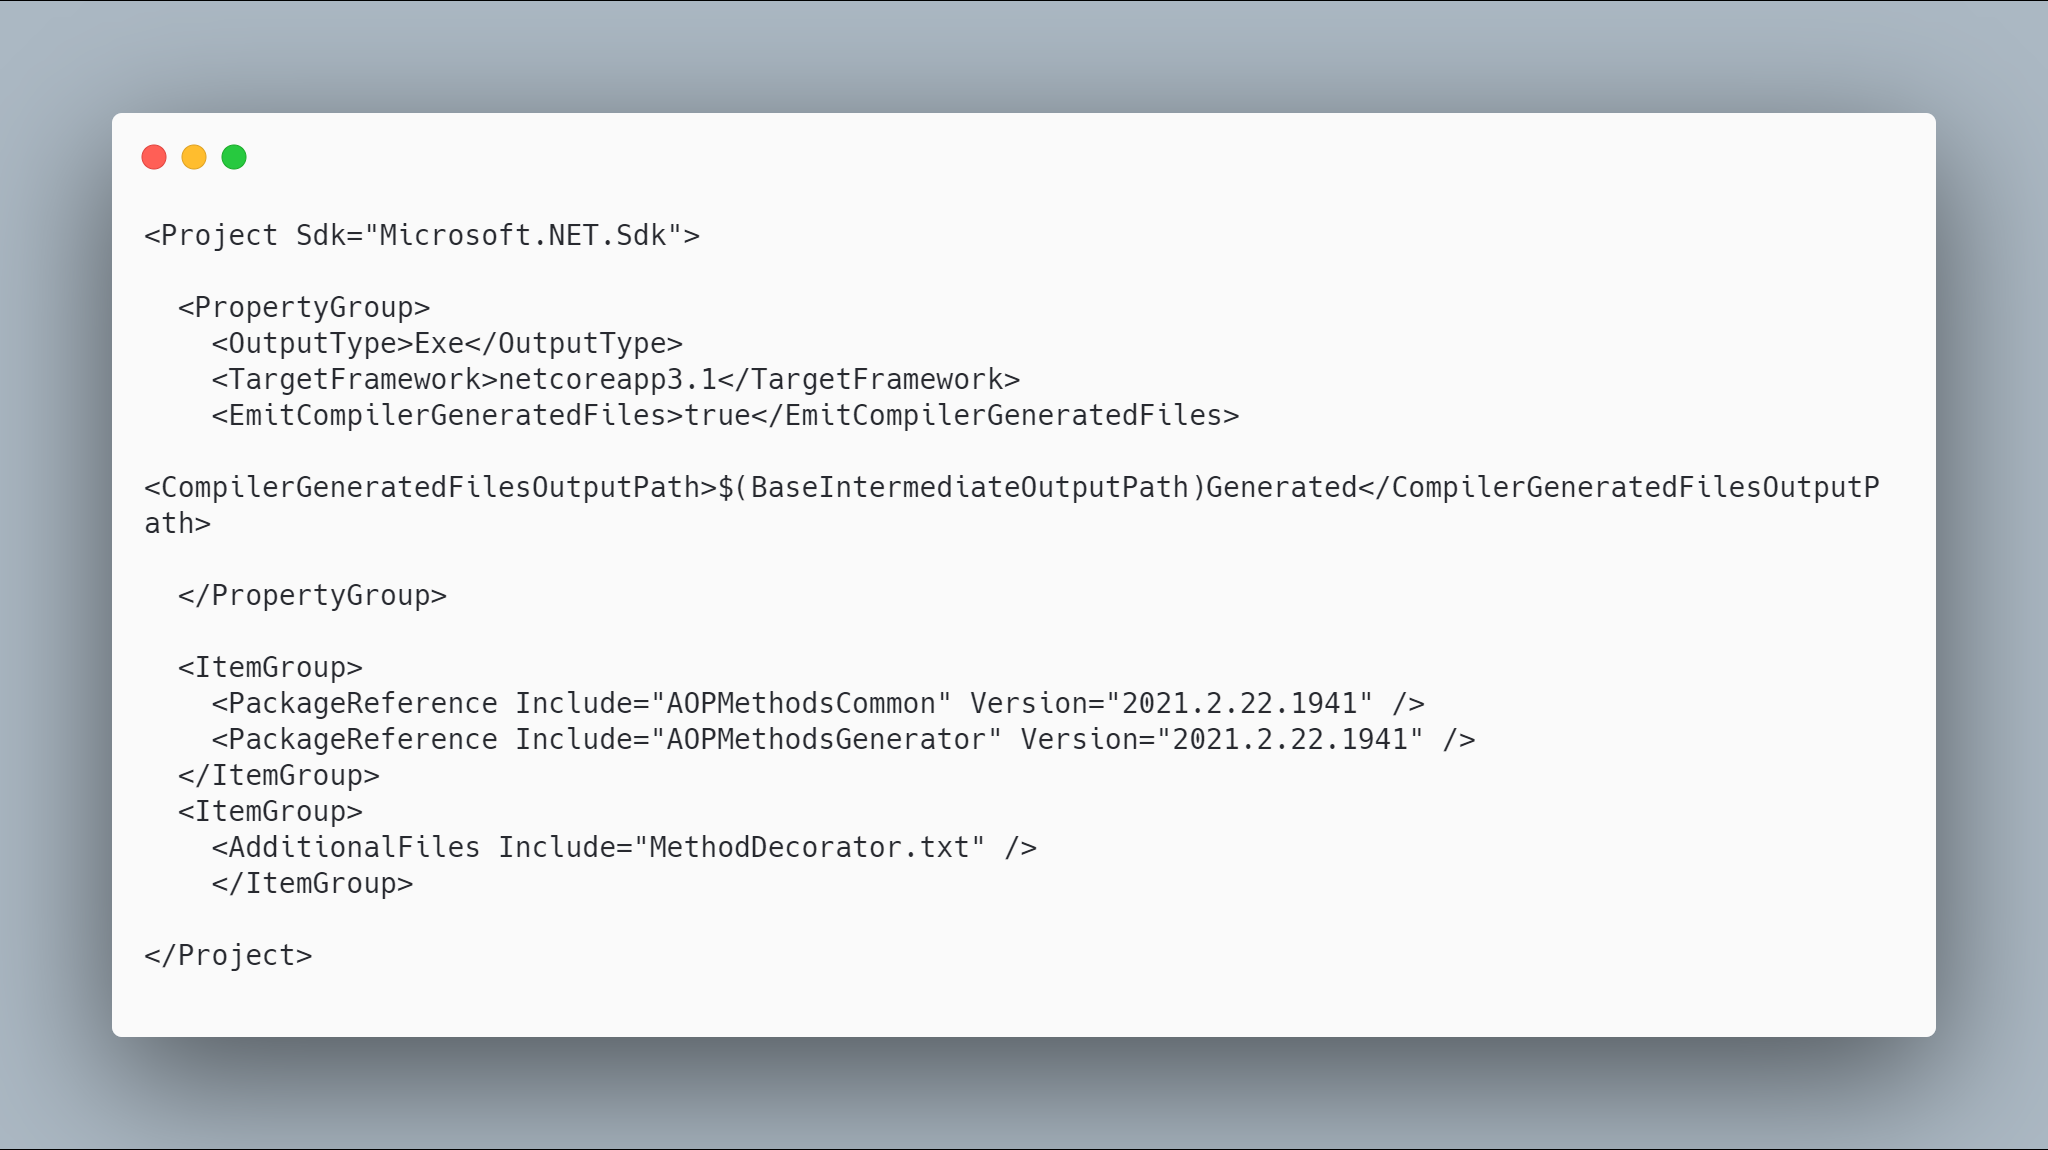 <Project Sdk="Microsoft.NET.Sdk">

  <PropertyGroup>
    <OutputType>Exe</OutputType>
    <TargetFramework>netcoreapp3.1</TargetFramework>
    <EmitCompilerGeneratedFiles>true</EmitCompilerGeneratedFiles>

<CompilerGeneratedFilesOutputPath>$(BaseIntermediateOutputPath)Generated</CompilerGeneratedFilesOutputP
ath>

  </PropertyGroup>

  <ItemGroup>
    <PackageReference Include="AOPMethodsCommon" Version="2021.2.22.1941" />
    <PackageReference Include="AOPMethodsGenerator" Version="2021.2.22.1941" />
  </ItemGroup>
  <ItemGroup>
    <AdditionalFiles Include="MethodDecorator.txt" />
    </ItemGroup>

</Project>